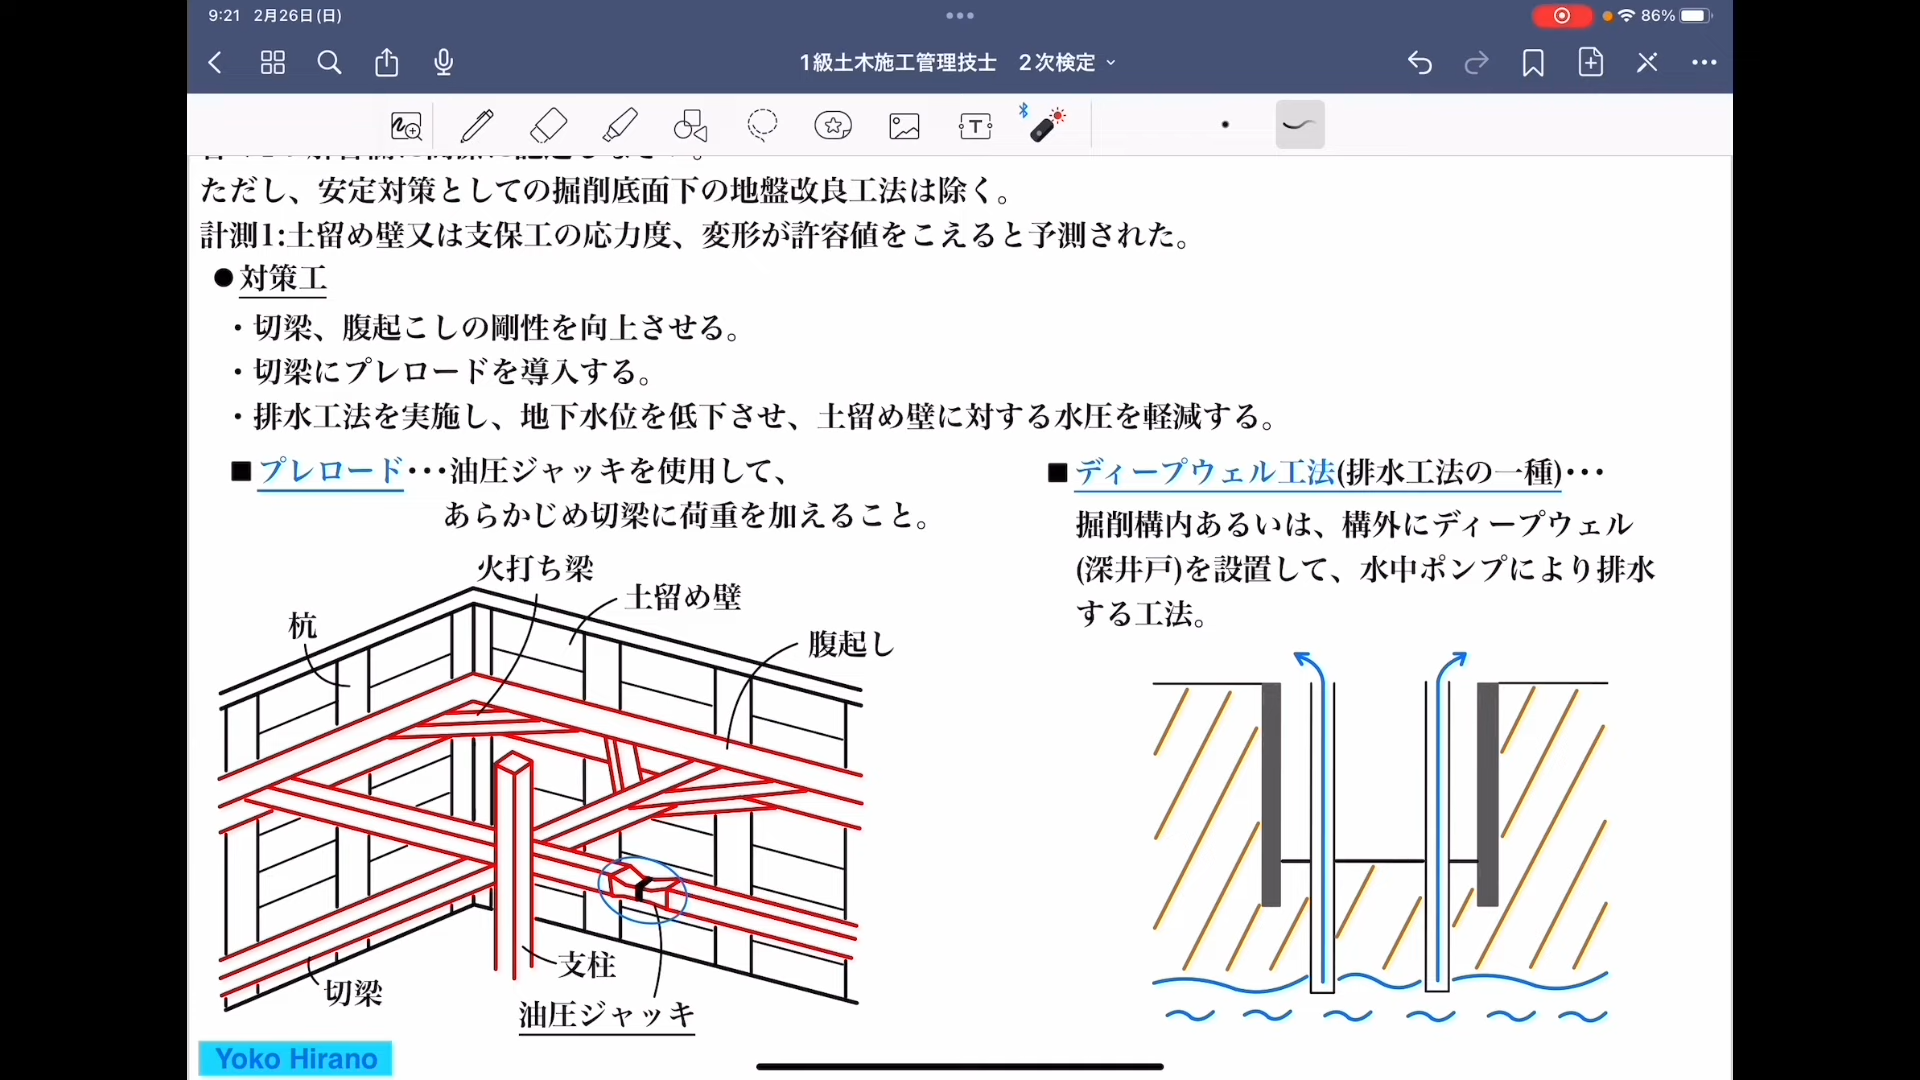 9:21 2月26日(日)
86%
1級土木施工管理技士 2次検定
ただし、安定対策としての掘削底面下の地盤改良工法は除く。
計測1:土留め壁又は支保工の応力度、変形が許容値をこえると予測された。
●対策工
・切梁、腹起こしの剛性を向上させる。
・切梁にプレロードを導入する。
・排水工法を実施し、地下水位を低下させ、土留め壁に対する水圧を軽減する。
■プレロード･･･油圧ジャッキを使用して、
あらかじめ切梁に荷重を加えること。
■ディープウェル工法(排水工法の一種)･･･
掘削構内あるいは、構外にディープウェル
(深井戸)を設置して、水中ポンプにより排水
する工法。
火打ち梁
土留め壁
杭
腹起し
支柱
切梁
油圧ジャッキ
Yoko Hirano